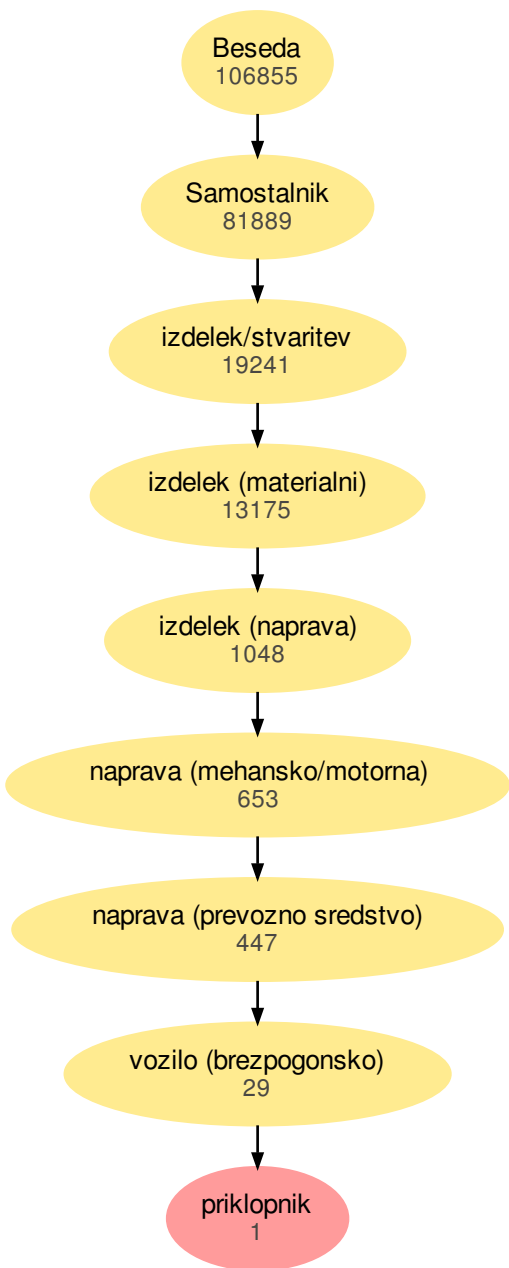 Beseda
106855
Samostalnik
81889
izdelek/stvaritev
19241
izdelek (materialni)
13175
izdelek (naprava)
1048
naprava (mehansko/motorna)
653
naprava (prevozno sredstvo)
447
vozilo (brezpogonsko)
29
priklopnik
1